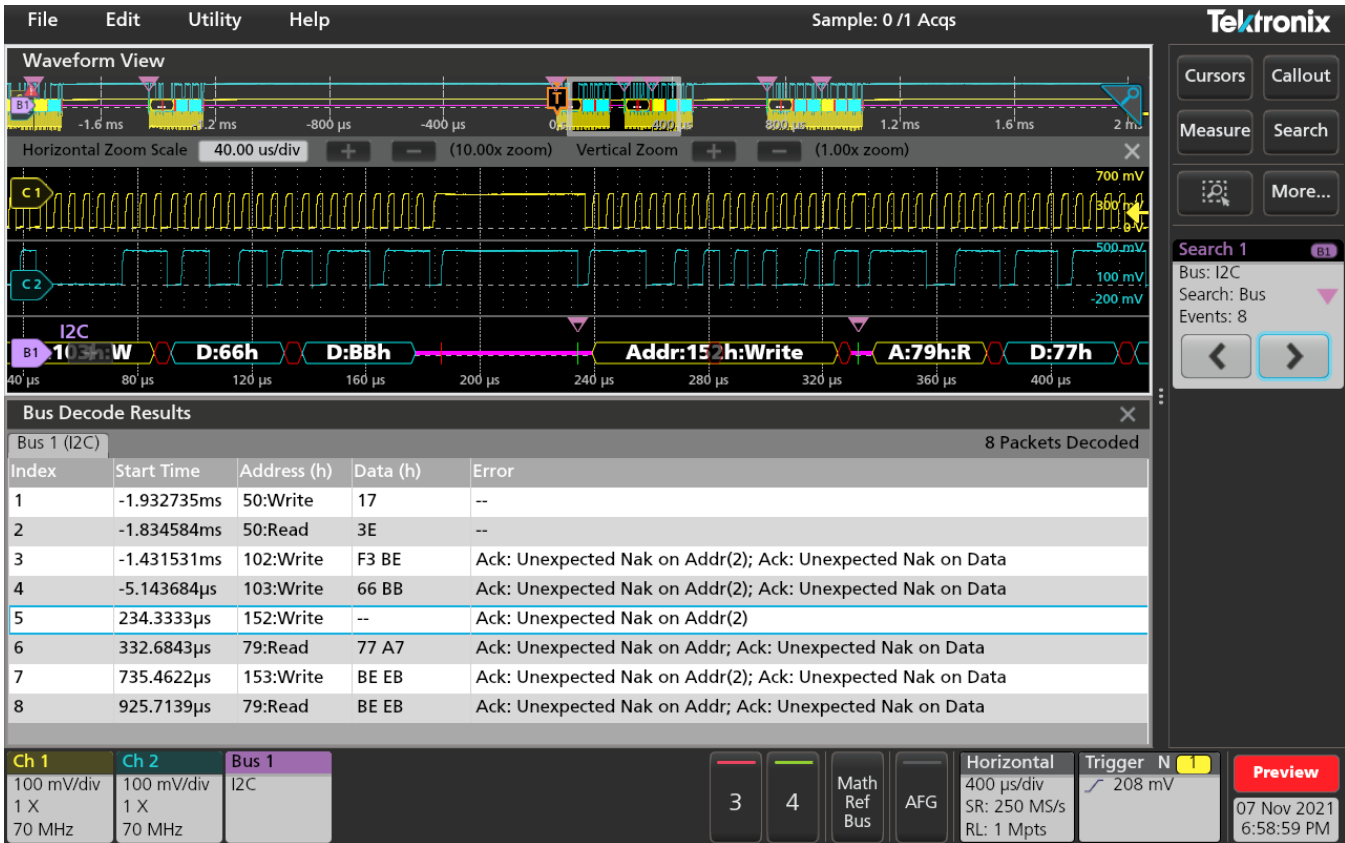 File Edit Utility Help Sample: 0 /1 Acqs Tektronix
Waveform View
B1 -1.6 ms -800 µs -400 µs 1.2 ms 1.6 ms
Cursors Callout
Measure Search
More...
Horizontal Zoom Scale 40.00 us/div + − (10.00x zoom) Vertical Zoom + − (1.00x zoom)
C 1 700 mV
300 mV
0 V
C 2 500 mV
100 mV
-200 mV
I2C
B1 :103h:W D:66h D:BBh Addr:152h:Write A:79h:R D:77h
40 µs 80 µs 120 µs 160 µs 200 µs 240 µs 280 µs 320 µs 360 µs 400 µs
Search 1 B1
Bus: I2C
Search: Bus
Events: 8
Bus Decode Results
Bus 1 (I2C) 8 Packets Decoded
Index Start Time Address (h) Data (h) Error
1 -1.932735ms 50:Write 17 --
2 -1.834584ms 50:Read 3E --
3 -1.431531ms 102:Write F3 BE Ack: Unexpected Nak on Addr(2); Ack: Unexpected Nak on Data
4 -5.143684µs 103:Write 66 BB Ack: Unexpected Nak on Addr(2); Ack: Unexpected Nak on Data
5 234.3333µs 152:Write -- Ack: Unexpected Nak on Addr(2)
6 332.6843µs 79:Read 77 A7 Ack: Unexpected Nak on Addr; Ack: Unexpected Nak on Data
7 735.4622µs 153:Write BE EB Ack: Unexpected Nak on Addr(2); Ack: Unexpected Nak on Data
8 925.7139µs 79:Read BE EB Ack: Unexpected Nak on Addr; Ack: Unexpected Nak on Data
Ch 1
100 mV/div
1 X
70 MHz
Ch 2
100 mV/div
1 X
70 MHz
Bus 1
I2C
3
4
Math
Ref
Bus
AFG
Horizontal
400 µs/div
SR: 250 MS/s
RL: 1 Mpts
Trigger N 1
208 mV
Preview
07 Nov 2021
6:58:59 PM